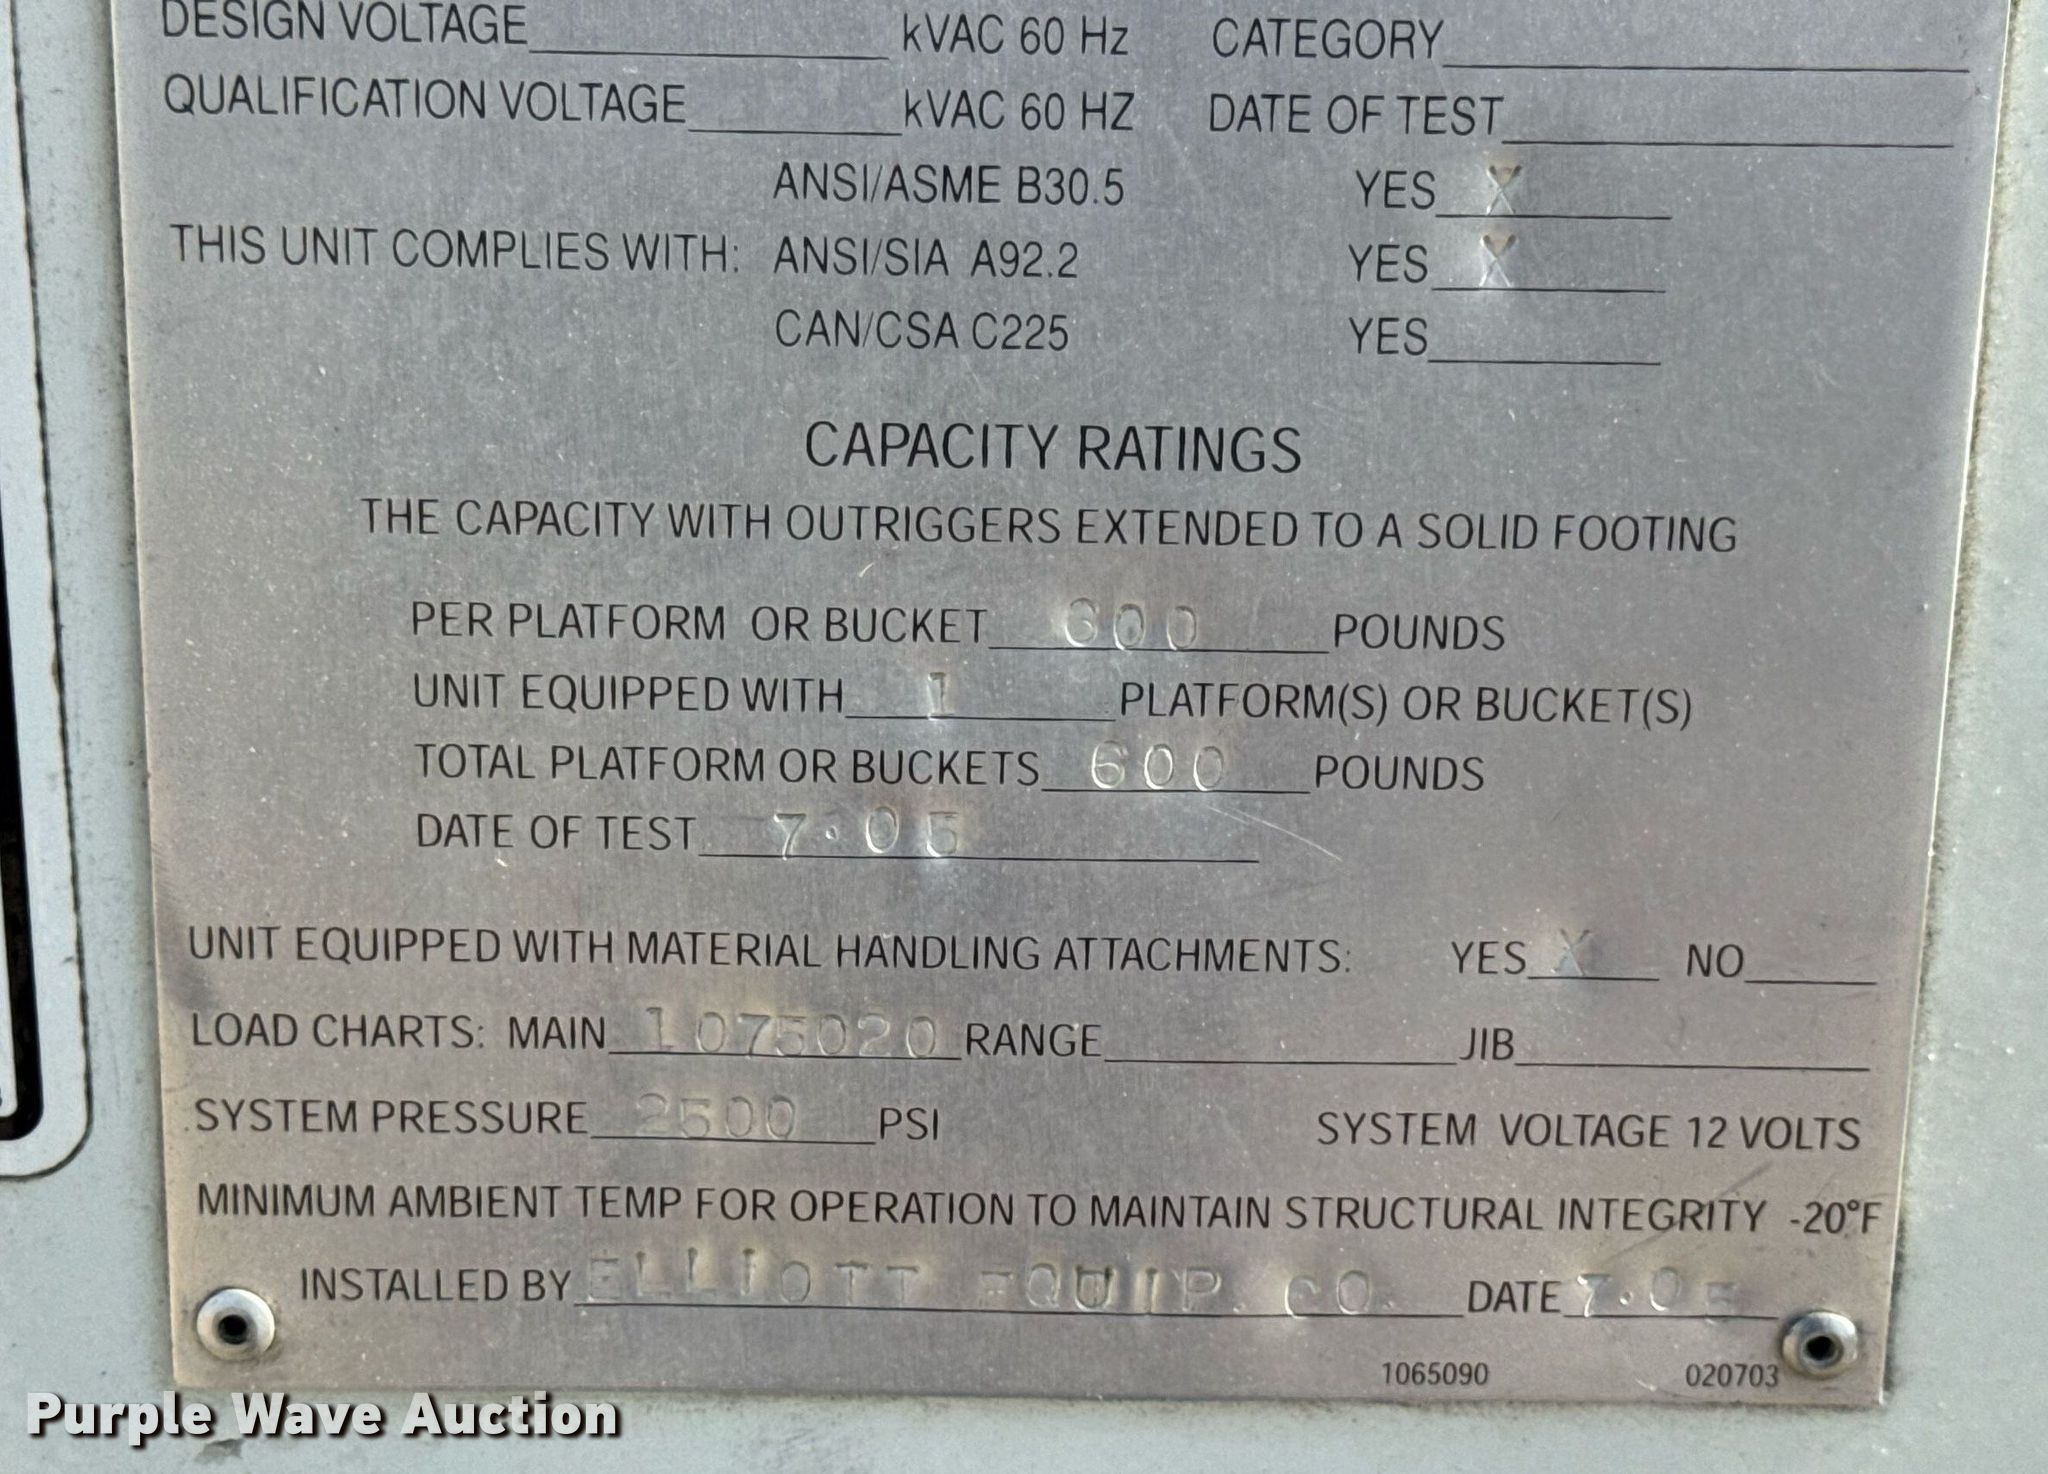 DESIGN VOLTAGE kVAC 60 Hz CATEGORY
QUALIFICATION VOLTAGE kVAC 60 HZ DATE OF TEST
ANSI/ASME B30.5 YES X
THIS UNIT COMPLIES WITH: ANSI/SIA A92.2 YES X
CAN/CSA C225 YES
CAPACITY RATINGS
THE CAPACITY WITH OUTRIGGERS EXTENDED TO A SOLID FOOTING
PER PLATFORM OR BUCKET 600 POUNDS
UNIT EQUIPPED WITH 1 PLATFORM(S) OR BUCKET(S)
TOTAL PLATFORM OR BUCKETS 600 POUNDS
DATE OF TEST 7.05
UNIT EQUIPPED WITH MATERIAL HANDLING ATTACHMENTS: YES X NO
LOAD CHARTS: MAIN 1075020 RANGE JIB
SYSTEM PRESSURE 2500 PSI SYSTEM VOLTAGE 12 VOLTS
MINIMUM AMBIENT TEMP FOR OPERATION TO MAINTAIN STRUCTURAL INTEGRITY -20°F
INSTALLED BY ELLIOTT EQUIP. CO. DATE 7.05
1065090 020703
Purple Wave Auction